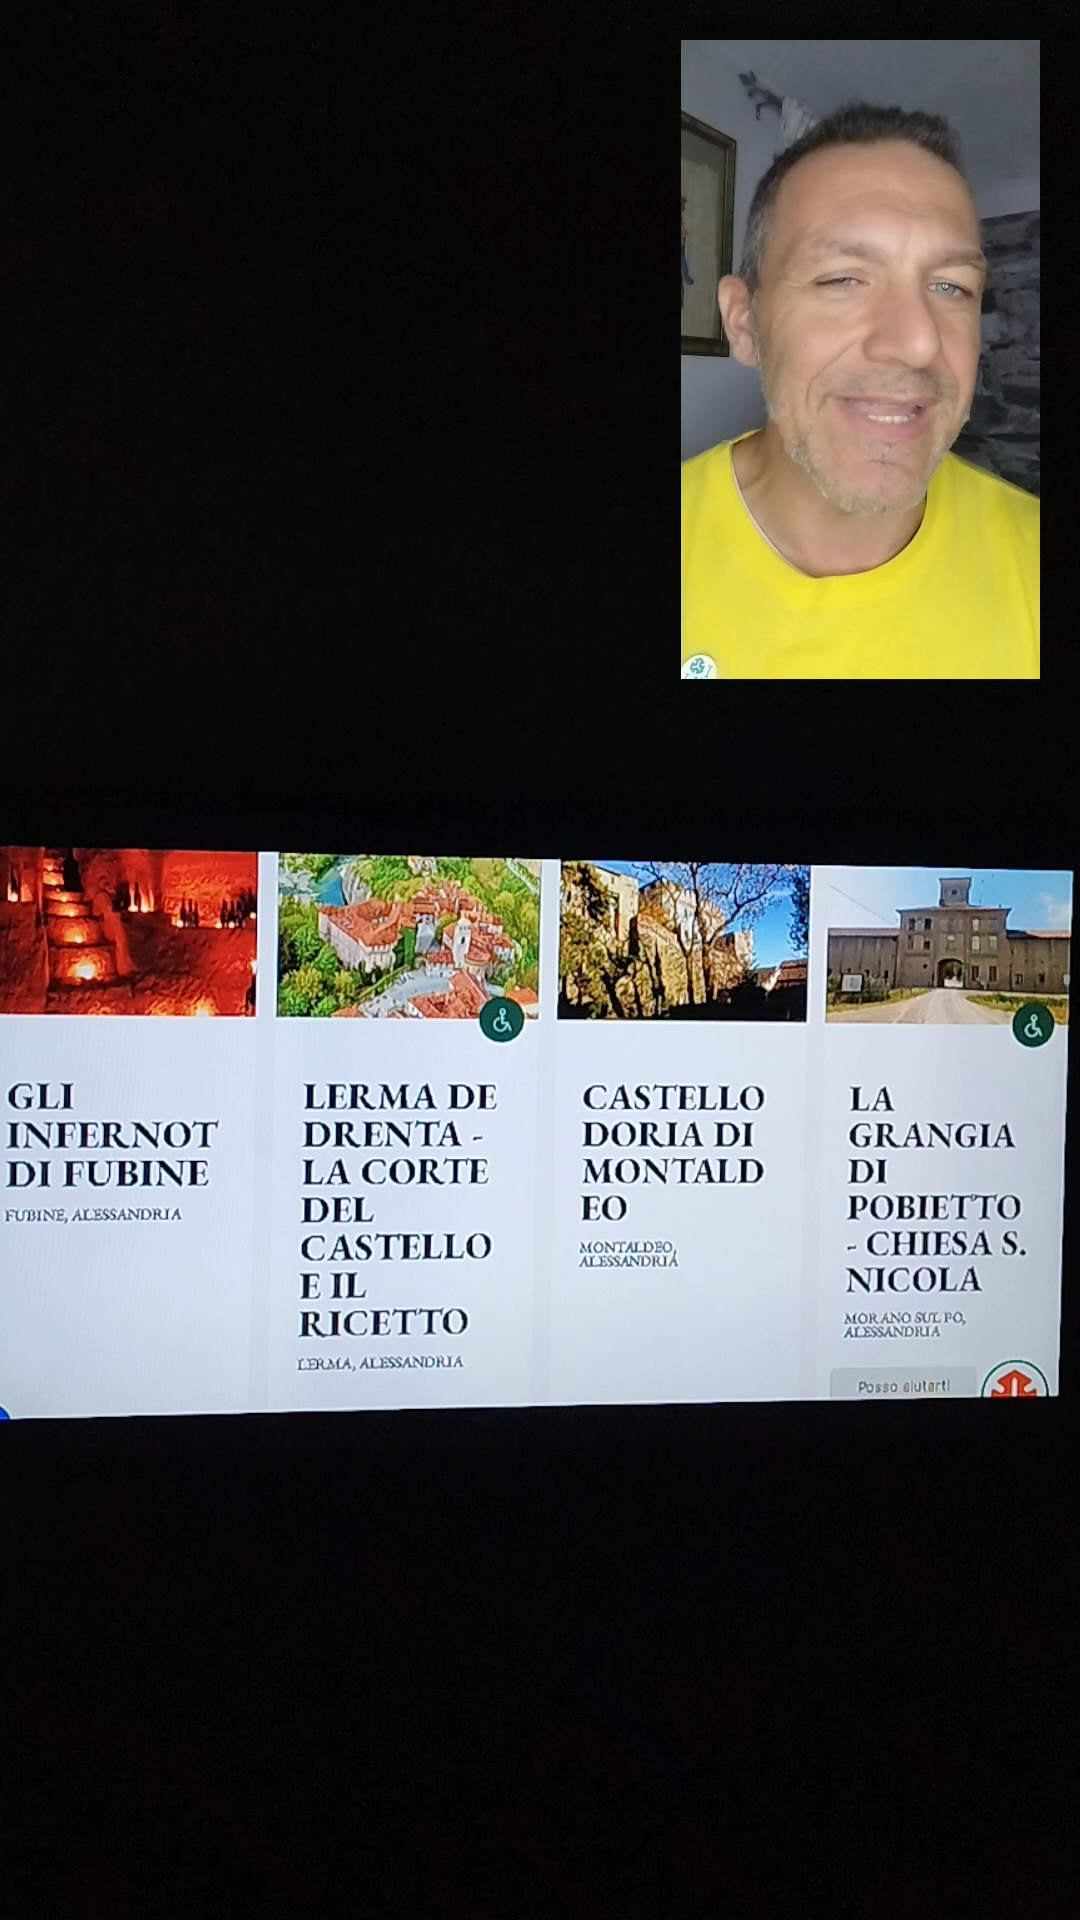 GLI
INFERNOT
DI FUBINE
FUBINE, ALESSANDRIA
LERMA DE
DRENTA -
LA CORTE
DEL
CASTELLO
E IL
RICETTO
LERMA, ALESSANDRIA
CASTELLO
DORIA DI
MONTALD
EO
MONTALDEO,
ALESSANDRIA
LA
GRANGIA
DI
POBIETTO
- CHIESA S.
NICOLA
MORANO SUL PO,
ALESSANDRIA
Posso aiutarti